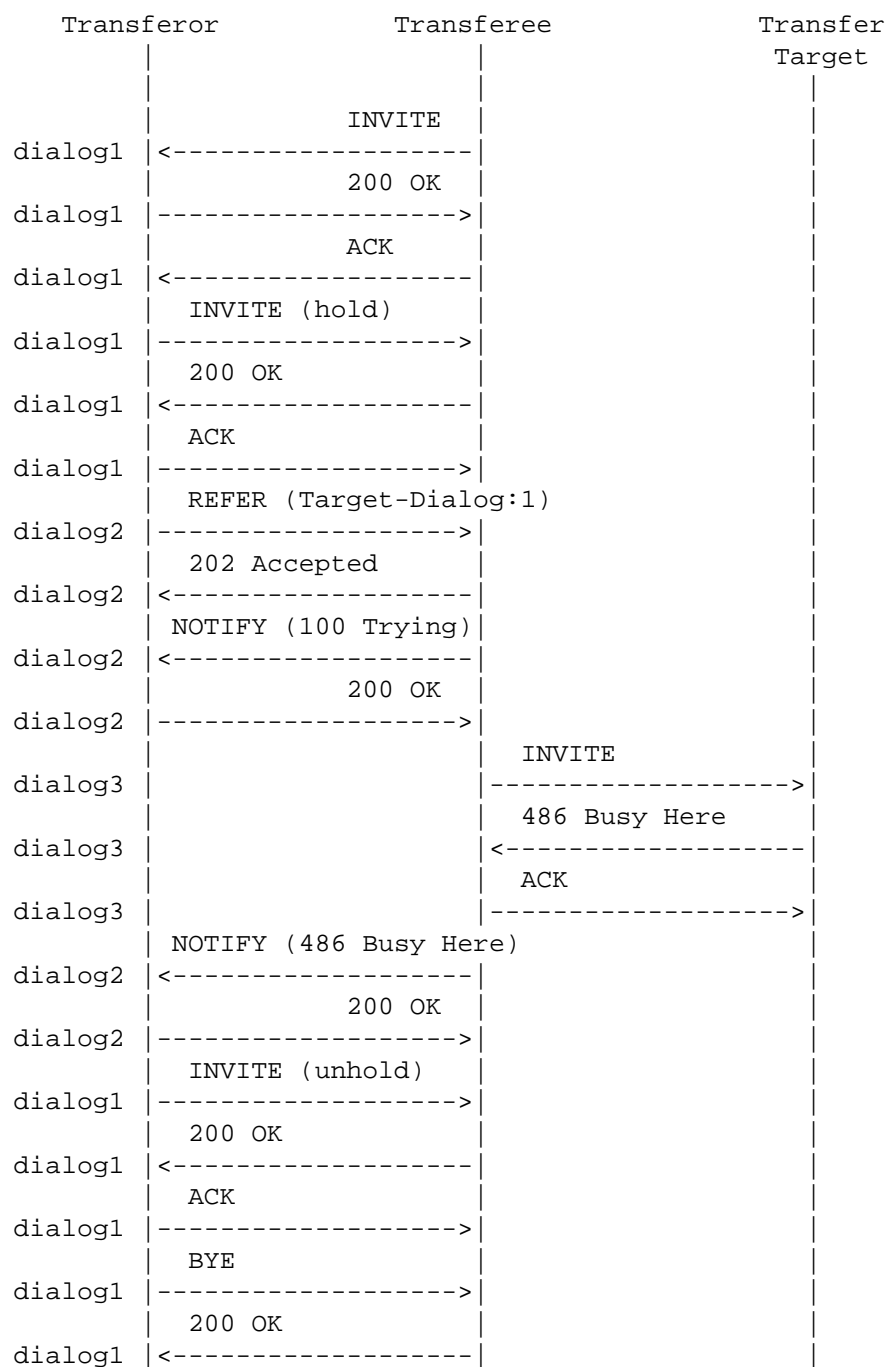 Transferor Transferee Transfer
Target
INVITE
dialog1 |<-------------------|
200 OK
dialog1 |------------------->|
ACK
dialog1 |<-------------------|
INVITE (hold)
dialog1 |------------------->|
200 OK
dialog1 |<-------------------|
ACK
dialog1 |------------------->|
REFER (Target-Dialog:1)
dialog2 |------------------->|
202 Accepted
dialog2 |<-------------------|
NOTIFY (100 Trying)
dialog2 |<-------------------|
200 OK
dialog2 |------------------->|
INVITE
dialog3 |------------------->|
486 Busy Here
dialog3 |<-------------------|
ACK
dialog3 |------------------->|
NOTIFY (486 Busy Here)
dialog2 |<-------------------|
200 OK
dialog2 |------------------->|
INVITE (unhold)
dialog1 |------------------->|
200 OK
dialog1 |<-------------------|
ACK
dialog1 |------------------->|
BYE
dialog1 |------------------->|
200 OK
dialog1 |<-------------------|